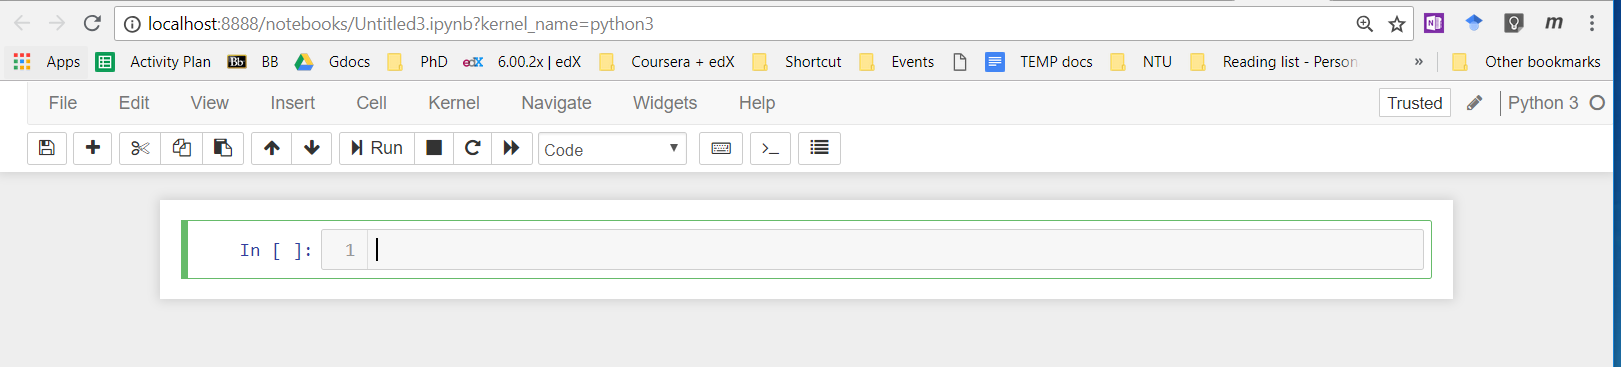 localhost:8888/notebooks/Untitled3.ipynb?kernel_name=python3 N m
Apps Activity Plan Bb BB Gdocs PhD edX 6.00.2x | edX Coursera + edX Shortcut Events TEMP docs NTU Reading list - Person » Other bookmarks
File Edit View Insert Cell Kernel Navigate Widgets Help Trusted Python 3
Run Code >_
In [ ]: 1